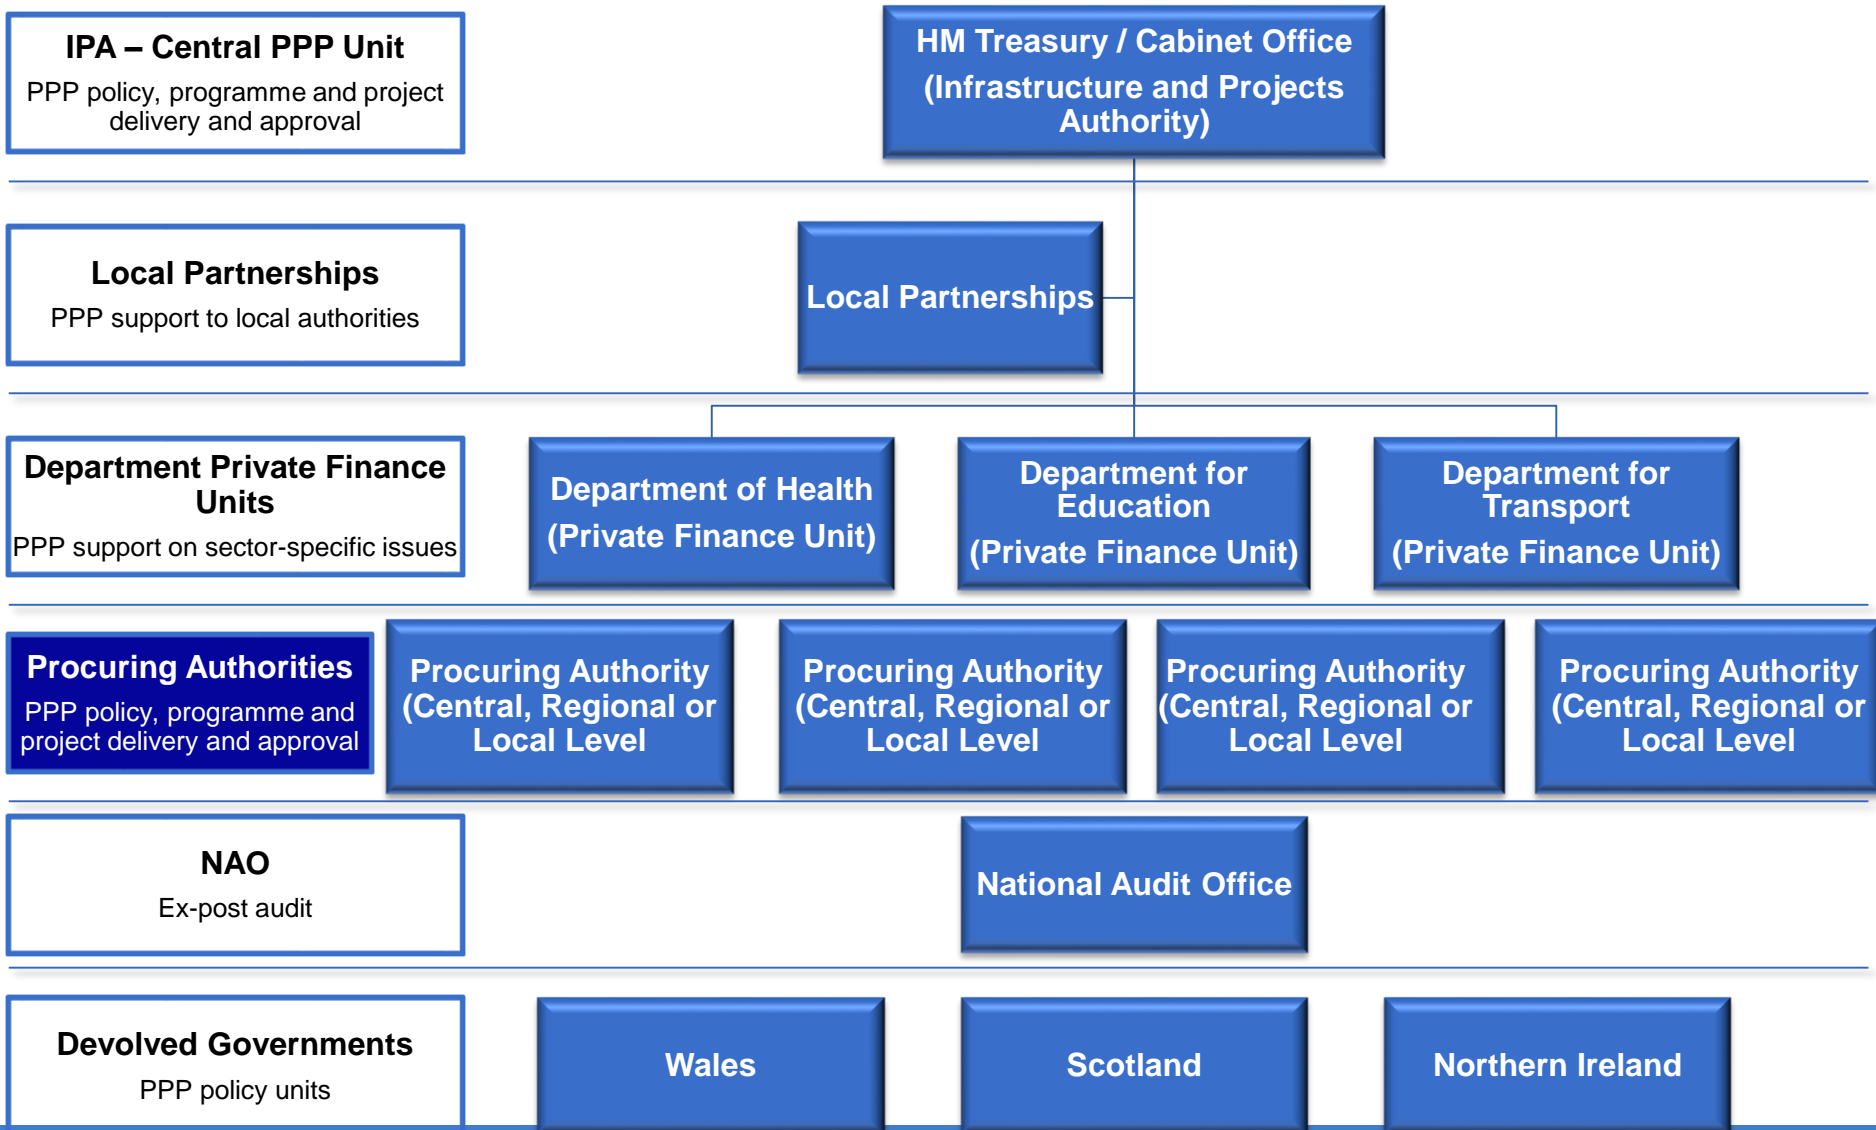 IPA – Central PPP Unit
PPP policy, programme and project
delivery and approval
HM Treasury / Cabinet Office
(Infrastructure and Projects
Authority)
Local Partnerships
PPP support to local authorities
Local Partnerships
Department Private Finance
Units
PPP support on sector-specific issues
Department of Health
(Private Finance Unit)
Department for
Education
(Private Finance Unit)
Department for
Transport
(Private Finance Unit)
Procuring Authorities
PPP policy, programme and
project delivery and approval
Procuring Authority
(Central, Regional or
Local Level
Procuring Authority
(Central, Regional or
Local Level
Procuring Authority
(Central, Regional or
Local Level
Procuring Authority
(Central, Regional or
Local Level
NAO
Ex-post audit
National Audit Office
Devolved Governments
PPP policy units
Wales
Scotland
Northern Ireland